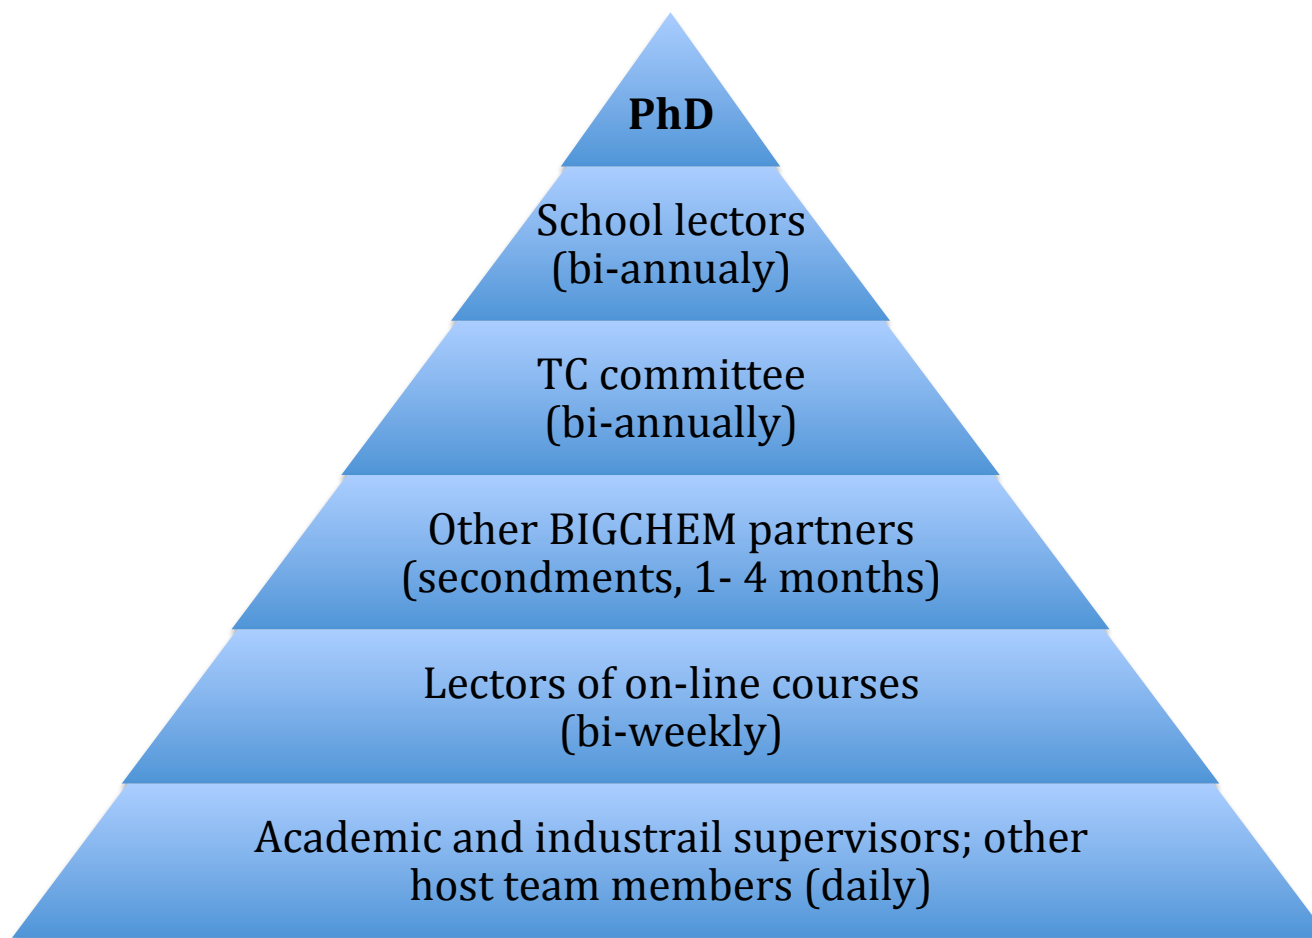 PhD
School lectors
(bi-annualy)
TC committee
(bi-annually)
Other BIGCHEM partners
(secondments, 1- 4 months)
Lectors of on-line courses
(bi-weekly)
Academic and industrail supervisors; other
host team members (daily)